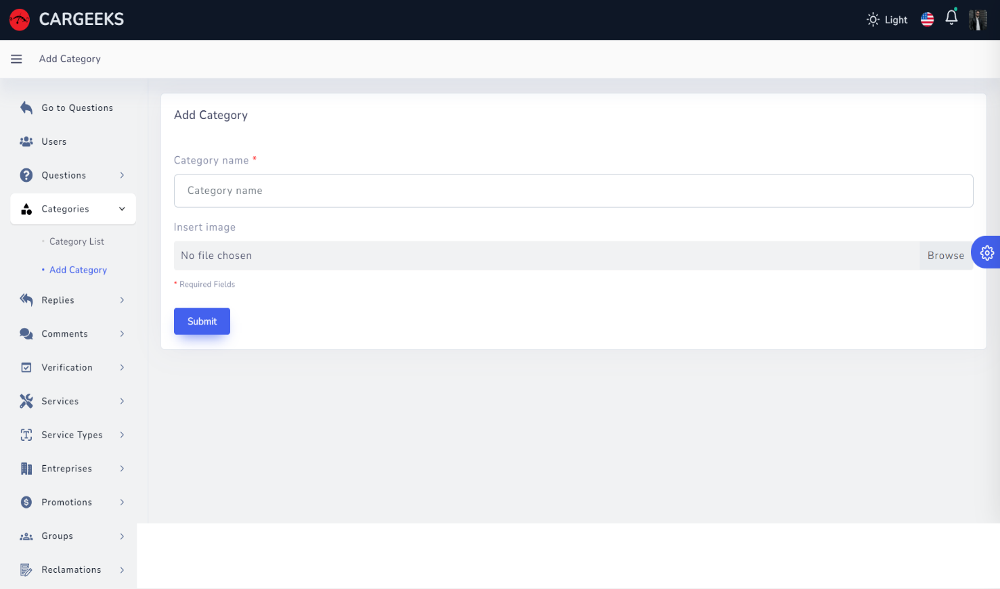 CARGEEKS
Light
Add Category
Go to Questions
Users
Questions
Categories
Category List
Add Category
Replies
Comments
Verification
Services
Service Types
Entreprises
Promotions
Groups
Reclamations
Add Category
Category name *
Category name
Insert image
No file chosen
Browse
* Required Fields
Submit